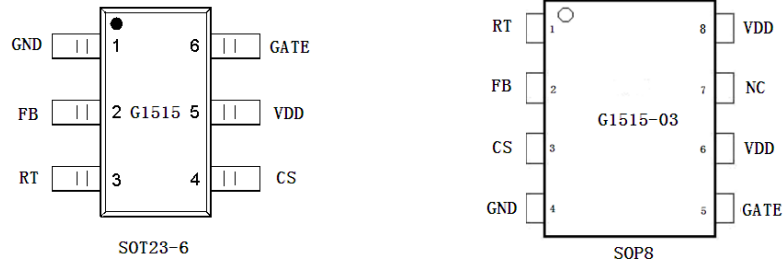 GND 1 6 GATE
FB 2 G1515 5 VDD
RT 3 4 CS
SOT23-6
RT 1 8 VDD
FB 2 7 NC
G1515-03
CS 3 6 VDD
GND 4 5 GATE
SOP8